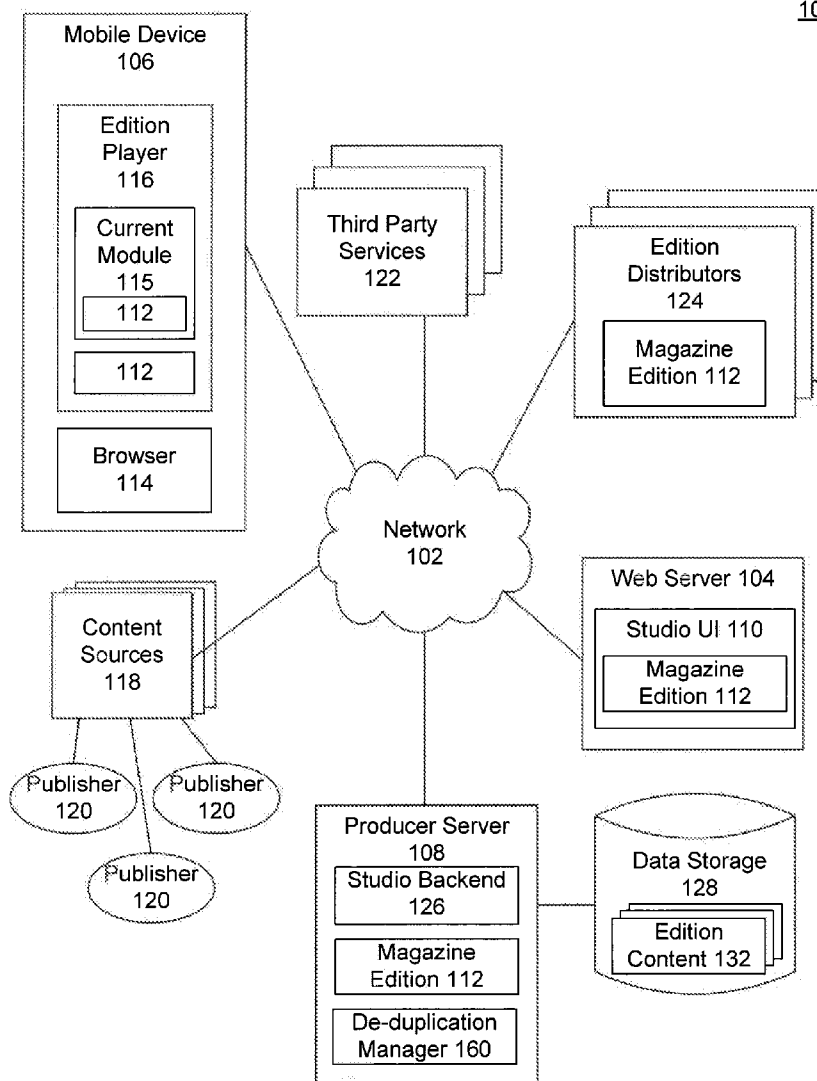 10
Mobile Device
106
Edition
Player
116
Current
Module
115
112
112
Browser
114
Third Party
Services
122
Edition
Distributors
124
Magazine
Edition 112
Network
102
Content
Sources
118
Publisher
120
Publisher
120
Publisher
120
Web Server 104
Studio UI 110
Magazine
Edition 112
Producer Server
108
Studio Backend
126
Magazine
Edition 112
De-duplication
Manager 160
Data Storage
128
Edition
Content 132